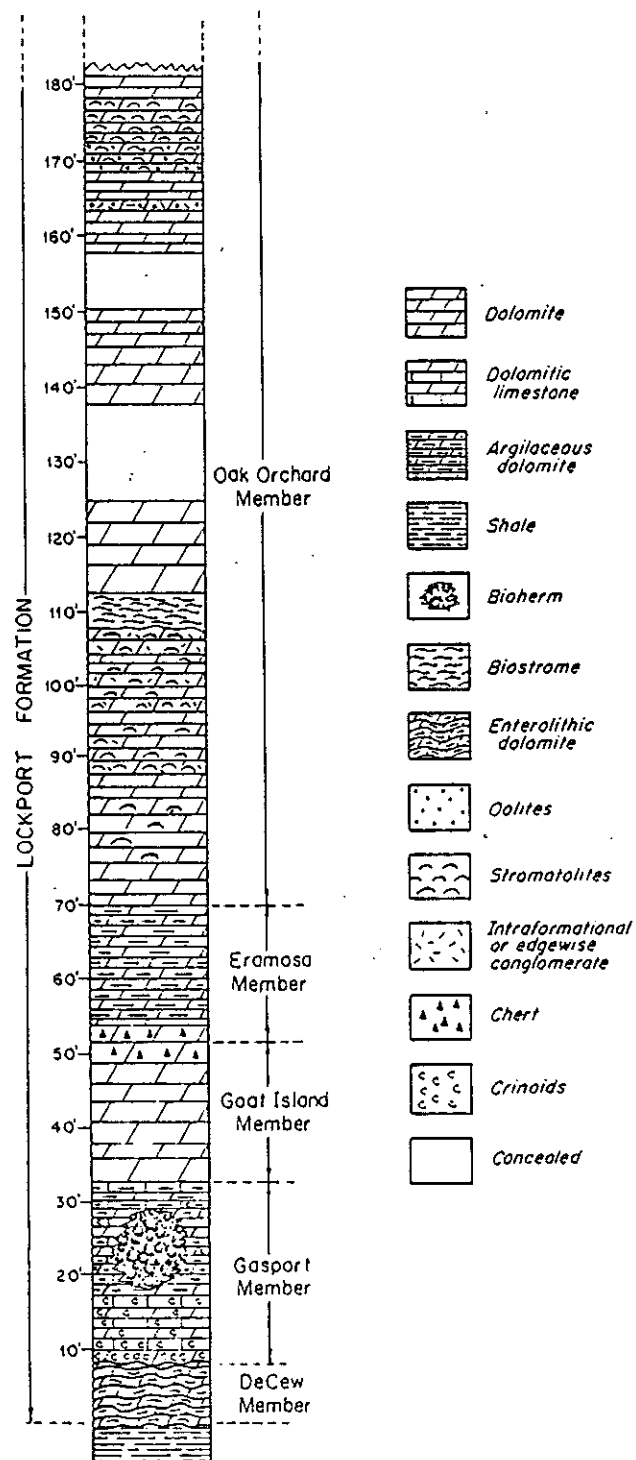 180'
170'
160'
150'
140'
130'
120'
110'
100'
90'
80'
70'
60'
50'
40'
30'
20'
10'
LOCKPORT FORMATION
Oak Orchard
Member
Eramosa
Member
Goat Island
Member
Gasport
Member
DeCew
Member
Dolomite
Dolomitic
limestone
Argilaceous
dolomite
Shale
Bioherm
Biostrome
Enterolithic
dolomite
Oolites
Stromatolites
Intraformational
or edgewise
conglomerate
Chert
Crinoids
Concealed